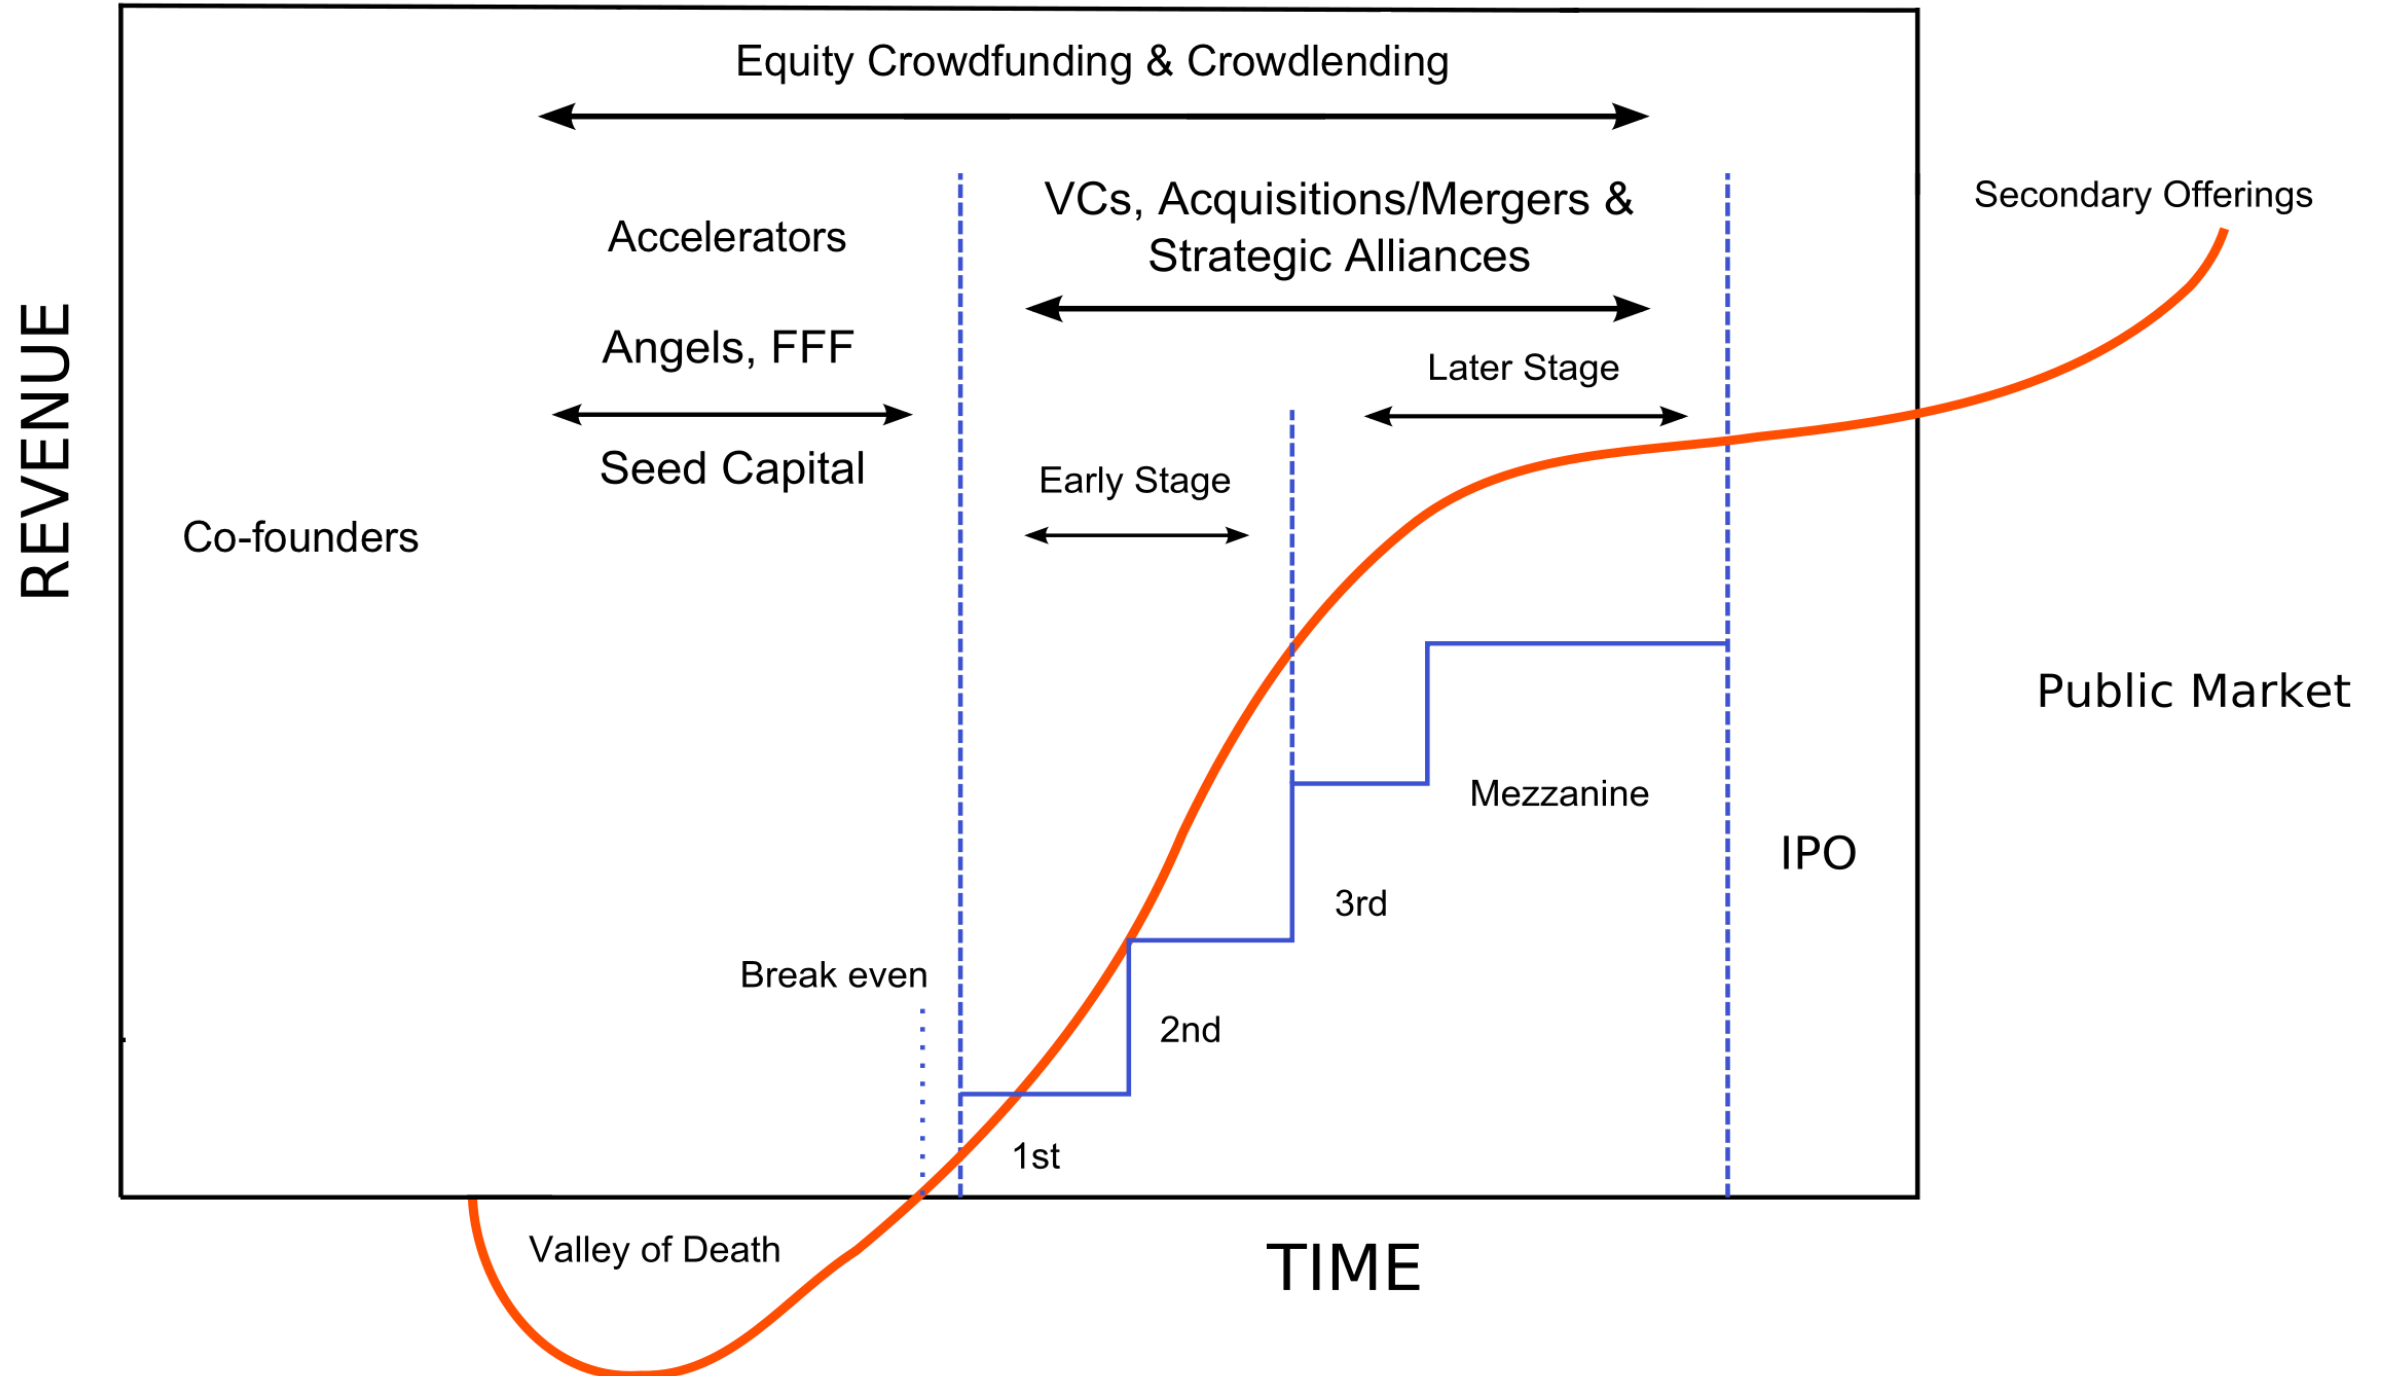 Equity Crowdfunding & Crowdlending
VCs, Acquisitions/Mergers &
Strategic Alliances
Secondary Offerings
Accelerators
Angels, FFF
Later Stage
Seed Capital
Early Stage
Co-founders
REVENUE
Public Market
Mezzanine
IPO
3rd
Break even
2nd
1st
Valley of Death
TIME